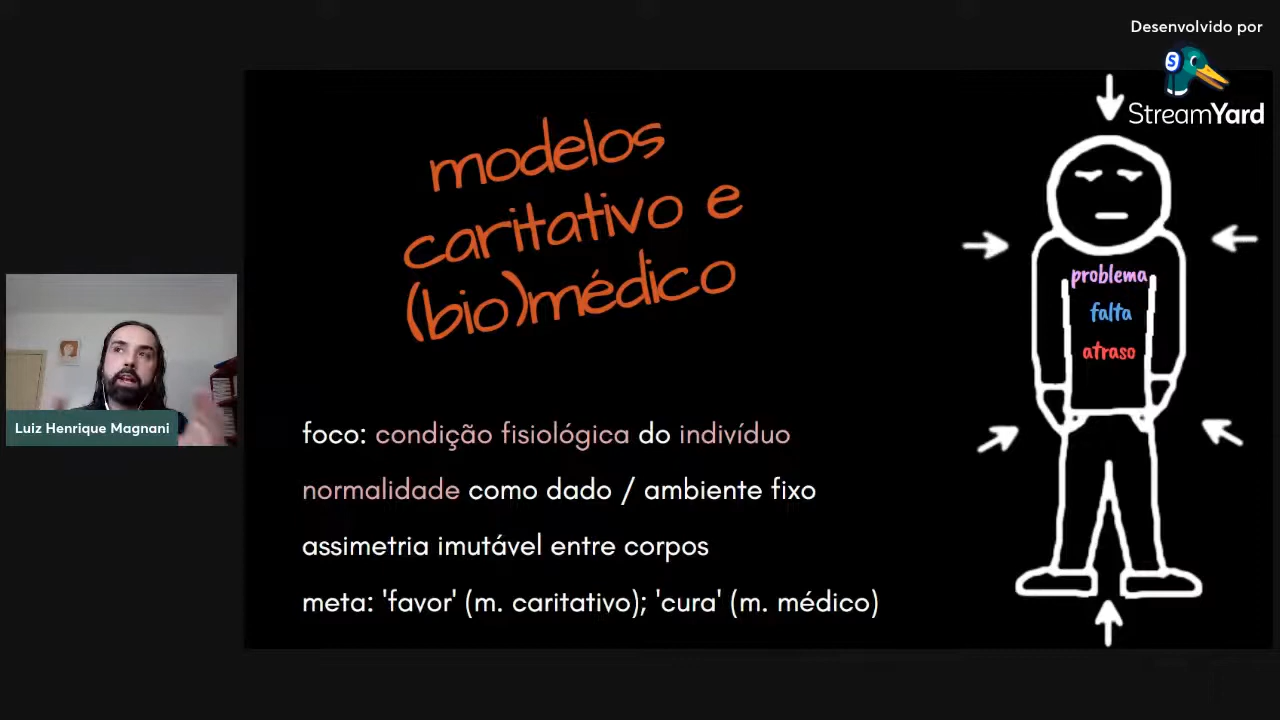 Desenvolvido por
StreamYard
modelos
caritativo e
(bio)médico
problema
falta
atraso
Luiz Henrique Magnani
foco: condição fisiológica do indivíduo
normalidade como dado / ambiente fixo
assimetria imutável entre corpos
meta: 'favor' (m. caritativo); 'cura' (m. médico)